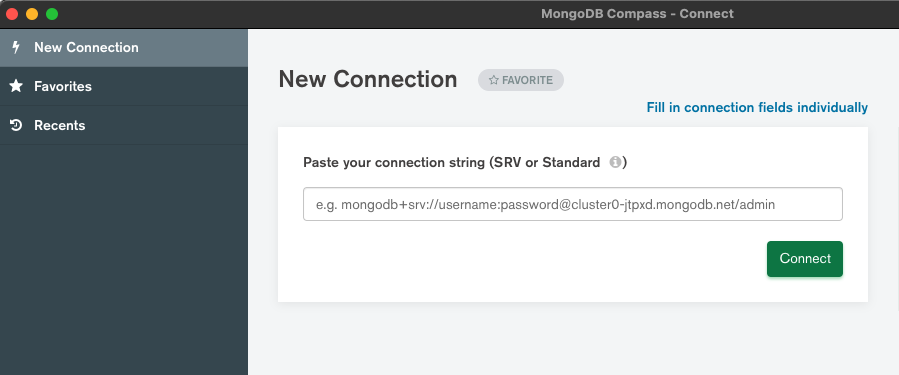 MongoDB Compass - Connect
New Connection
Favorites
Recents
New Connection
FAVORITE
Fill in connection fields individually
Paste your connection string (SRV or Standard i)
e.g. mongodb+srv://username:password@cluster0-jtpxd.mongodb.net/admin
Connect